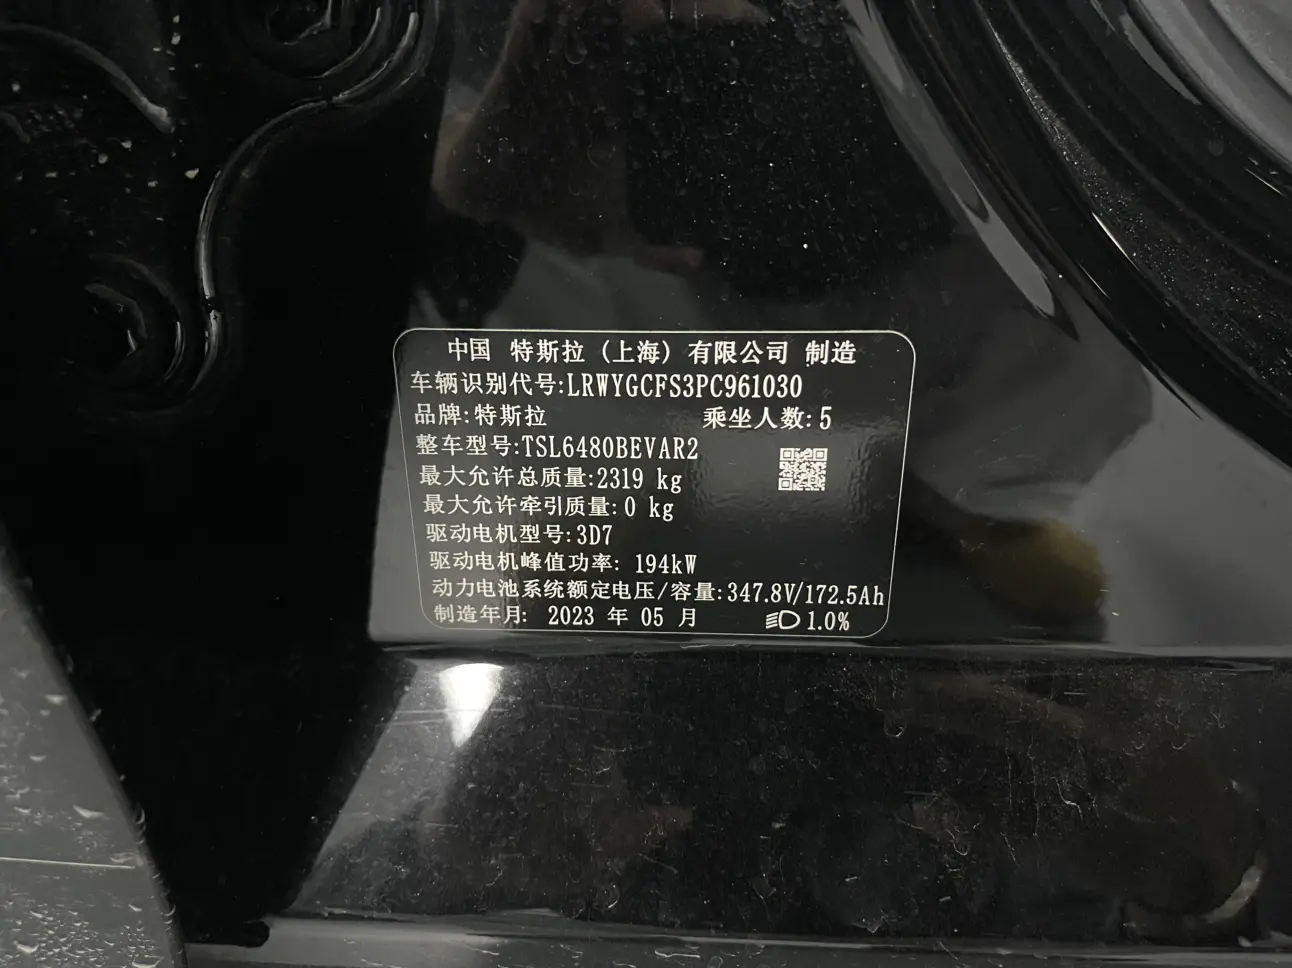 中国 特斯拉（上海）有限公司 制造
车辆识别代号:LRWYGCFS3PC961030
品牌:特斯拉 乘坐人数:5
整车型号:TSL6480BEVAR2
最大允许总质量:2319 kg
最大允许牵引质量:0 kg
驱动电机型号:3D7
驱动电机峰值功率: 194kW
动力电池系统额定电压/容量:347.8V/172.5Ah
制造年月: 2023 年 05 月 1.0%